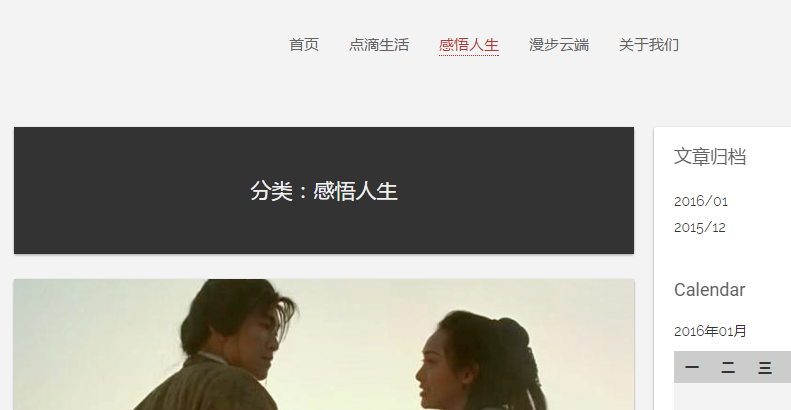 首页 点滴生活 感悟人生 漫步云端 关于我们
分类：感悟人生
文章归档
2016/01
2015/12
Calendar
2016年01月
一 二 三